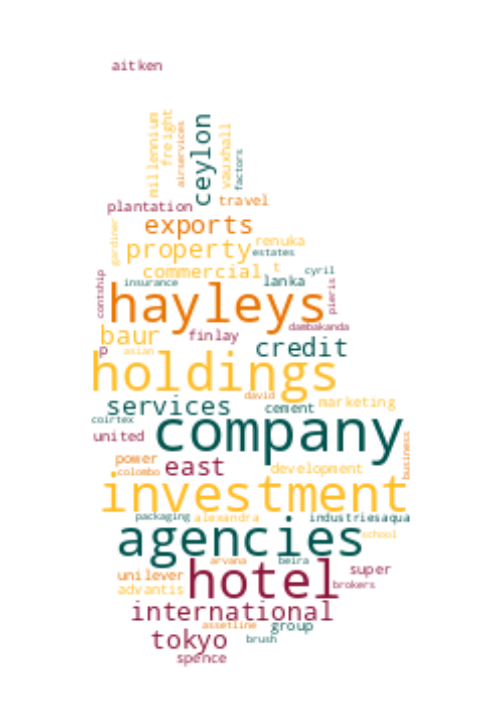 aitken
millennium
freight
airservices
ceylon
vauxhall
factors
plantation
travel
gardiner
exports
property
renuka
estates
commercial
t
cyril
contship
insurance
lanka
pieris
hayleys
dambakanda
baur
finlay
credit
p
asian
holdings
david
services
cement
marketing
coirtex
company
united
business
power
east
development
colombo
investment
packaging
alexandra
industriesaqua
agencies
school
arvana
beira
unilever
hotel
super
advantis
brokers
international
assetline
group
tokyo
brush
spence